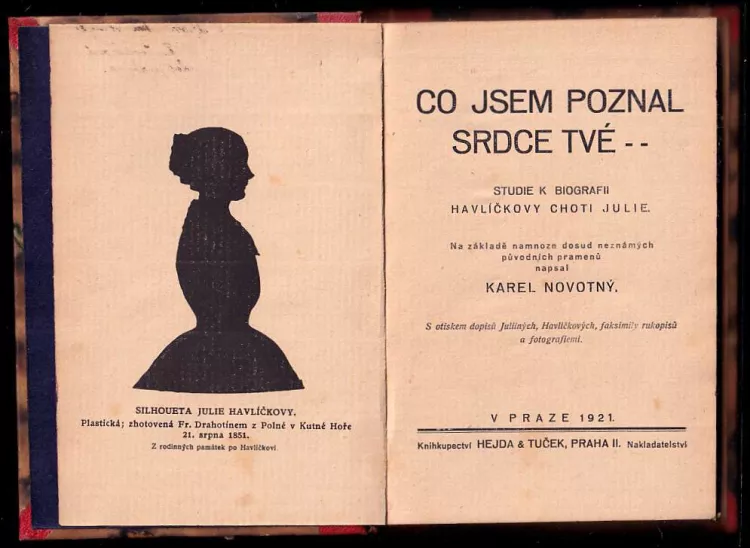 SILHOUETA JULIE HAVLÍČKOVY.
Plastická; zhotovená Fr. Drahotínem z Polné v Kutné Hoře
21. srpna 1851.
Z rodinných památek po Havlíčkovi
CO JSEM POZNAL
SRDCE TVÉ --
STUDIE K BIOGRAFII
HAVLÍČKOVY CHOTI JULIE.
Na základě namnoze dosud neznámých
původních pramenů
napsal
KAREL NOVOTNÝ.
S otiskem dopisů Juliiných, Havlíčkových, faksimily rukopisů
a fotografiemi.
V PRAZE 1921.
Knihkupectví HEJDA & TUČEK, PRAHA II. Nakladatelství